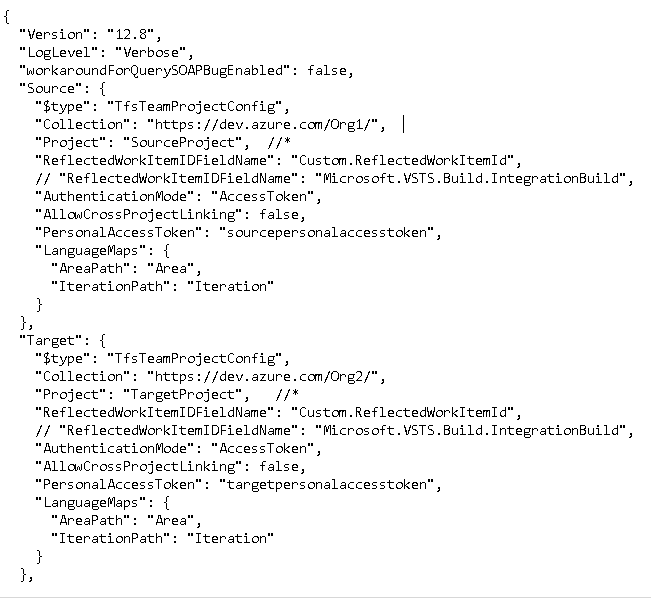 {
  "Version": "12.8",
  "LogLevel": "Verbose",
  "workaroundForQuerySOAPBugEnabled": false,
  "Source": {
    "$type": "TfsTeamProjectConfig",
    "Collection": "https://dev.azure.com/Org1/",
    "Project": "SourceProject",  //*
    "ReflectedWorkItemIDFieldName": "Custom.ReflectedWorkItemId",
    // "ReflectedWorkItemIDFieldName": "Microsoft.VSTS.Build.IntegrationBuild",
    "AuthenticationMode": "AccessToken",
    "AllowCrossProjectLinking": false,
    "PersonalAccessToken": "sourcepersonalaccesstoken",
    "LanguageMaps": {
      "AreaPath": "Area",
      "IterationPath": "Iteration"
    }
  },
  "Target": {
    "$type": "TfsTeamProjectConfig",
    "Collection": "https://dev.azure.com/Org2/",
    "Project": "TargetProject",   //*
    "ReflectedWorkItemIDFieldName": "Custom.ReflectedWorkItemId",
    // "ReflectedWorkItemIDFieldName": "Microsoft.VSTS.Build.IntegrationBuild",
    "AuthenticationMode": "AccessToken",
    "AllowCrossProjectLinking": false,
    "PersonalAccessToken": "targetpersonalaccesstoken",
    "LanguageMaps": {
      "AreaPath": "Area",
      "IterationPath": "Iteration"
    }
  },